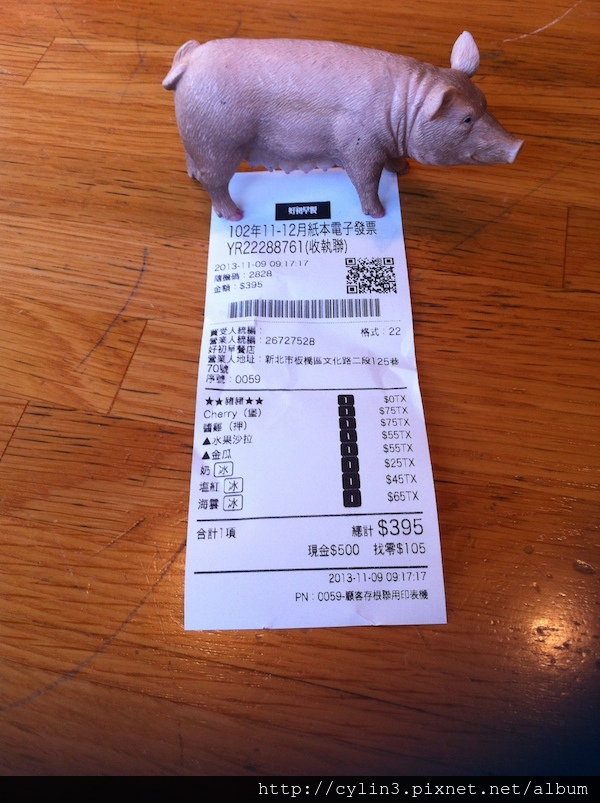 好初早餐
102年11-12月紙本電子發票
YR22288761(收執聯)
2013-11-09 09:17:17
隨機碼：2828
金額：$395
買受人統編：
格式：22
營業人統編：26727528
好初早餐店
營業人地址：新北市板橋區文化路二段125巷
70號
序號：0059
★★豬豬★★ $0TX
Cherry（堡） $75TX
醬雞（押） $75TX
▲水果沙拉 $55TX
▲金瓜 $55TX
奶 冰 $25TX
塩紅 冰 $45TX
海雲 冰 $65TX
合計1項 總計 $395
現金$500 找零$105
2013-11-09 09:17:17
PN：0059-顧客存根聯用印表機
http://cylin3.pixnet.net/album